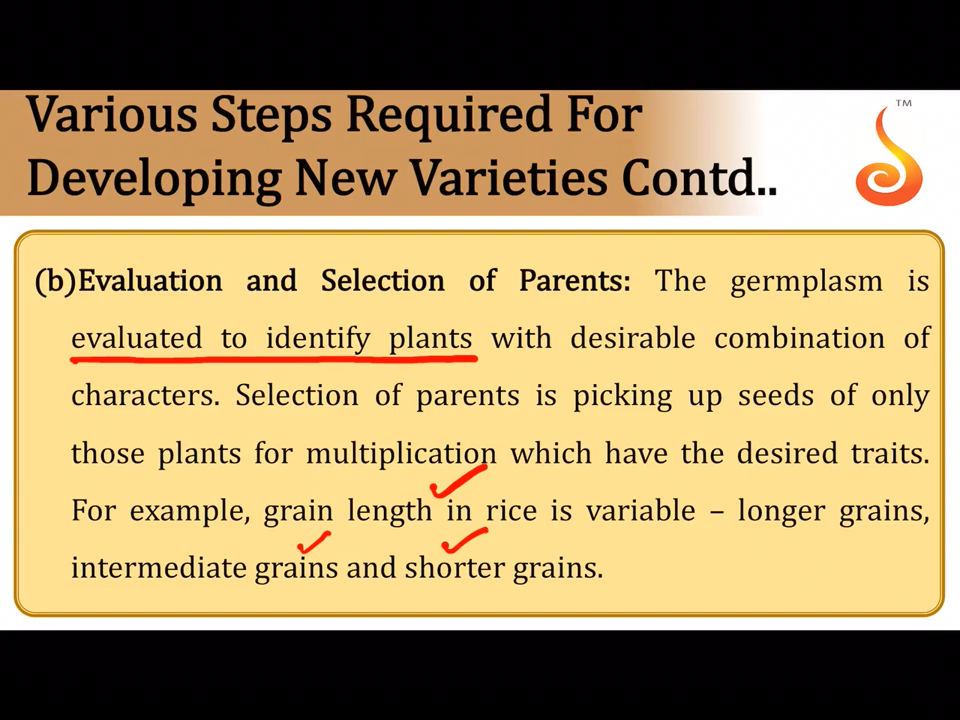 Various Steps Required For
TM
Developing New Varieties Contd..
(b)Evaluation and Selection of Parents: The germplasm is
evaluated to identify plants with desirable combination of
characters. Selection of parents is picking up seeds of only
those plants for multiplication which have the desired traits.
For example, grain length in rice is variable – longer grains,
intermediate grains and shorter grains.